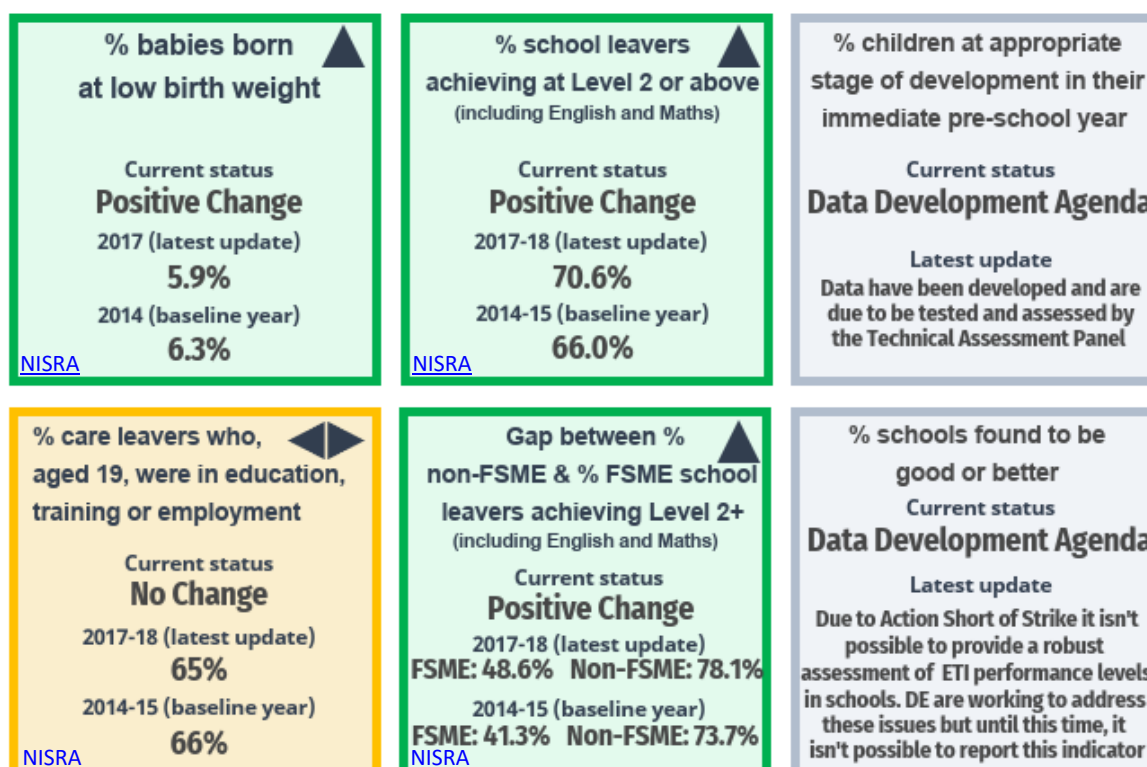 % babies born
at low birth weight
Current status
Positive Change
2017 (latest update)
5.9%
2014 (baseline year)
6.3%
NISRA
% school leavers
achieving at Level 2 or above
(including English and Maths)
Current status
Positive Change
2017-18 (latest update)
70.6%
2014-15 (baseline year)
66.0%
NISRA
% children at appropriate
stage of development in their
immediate pre-school year
Current status
Data Development Agenda
Latest update
Data have been developed and are
due to be tested and assessed by
the Technical Assessment Panel
% care leavers who,
aged 19, were in education,
training or employment
Current status
No Change
2017-18 (latest update)
65%
2014-15 (baseline year)
66%
NISRA
Gap between %
non-FSME & % FSME school
leavers achieving Level 2+
(including English and Maths)
Current status
Positive Change
2017-18 (latest update)
FSME: 48.6% Non-FSME: 78.1%
2014-15 (baseline year)
FSME: 41.3% Non-FSME: 73.7%
NISRA
% schools found to be
good or better
Current status
Data Development Agenda
Latest update
Due to Action Short of Strike it isn't
possible to provide a robust
assessment of ETI performance levels
in schools. DE are working to address
these issues but until this time, it
isn't possible to report this indicator